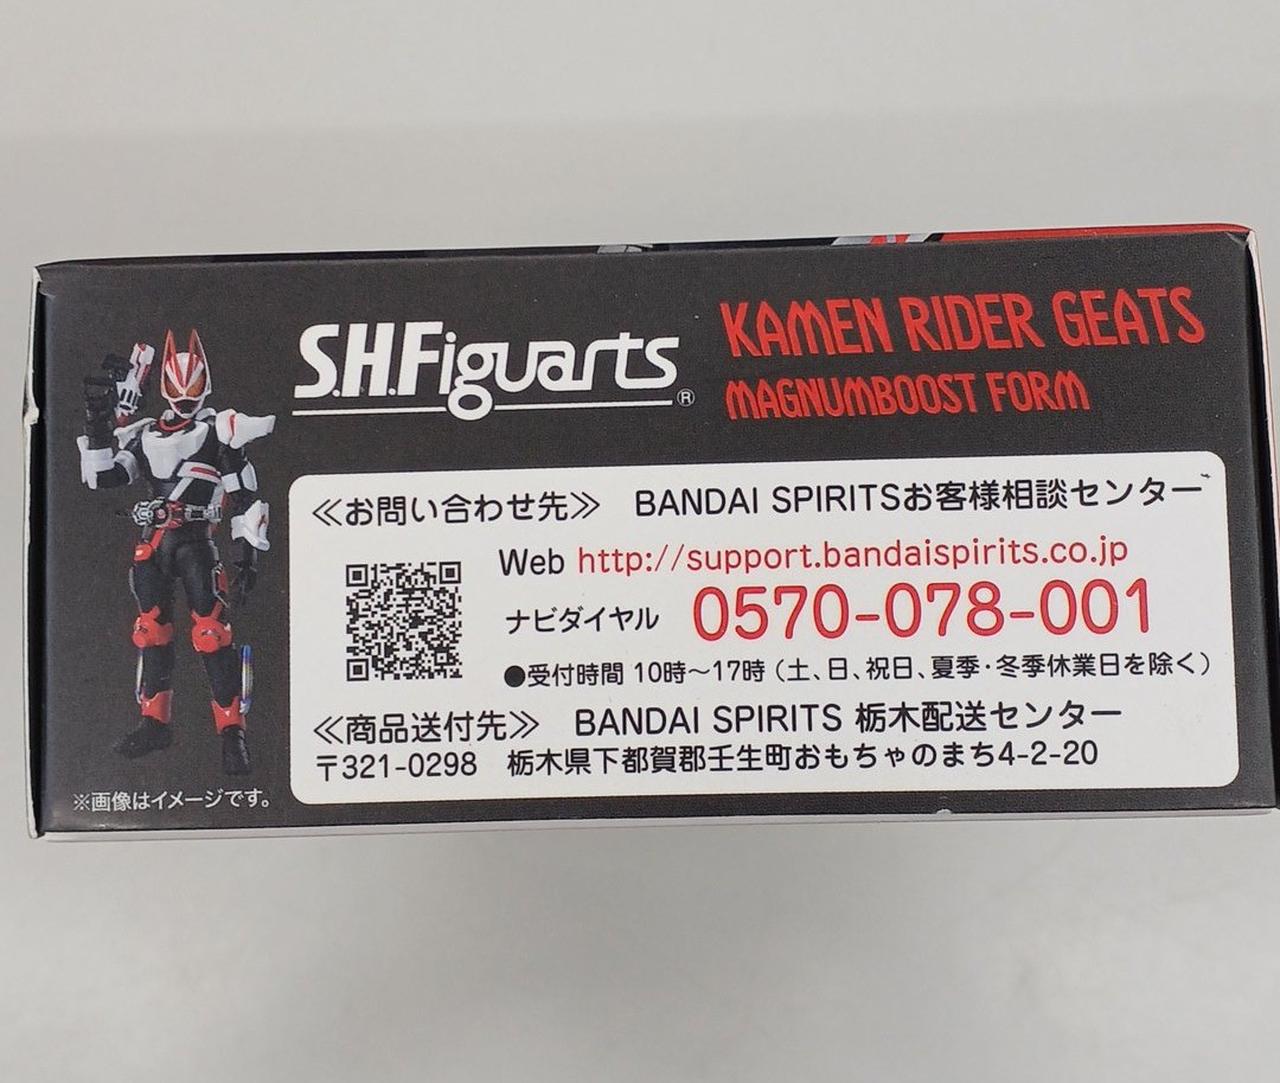 S.H.Figuarts®
KAMEN RIDER GEATS
MAGNUMBOOST FORM
≪お問い合わせ先≫ BANDAI SPIRITSお客様相談センター
Web http://support.bandaispirits.co.jp
ナビダイヤル 0570-078-001
●受付時間 10時～17時（土、日、祝日、夏季・冬季休業日を除く）
≪商品送付先≫ BANDAI SPIRITS 栃木配送センター
〒321-0298 栃木県下都賀郡壬生町おもちゃのまち4-2-20
※画像はイメージです。